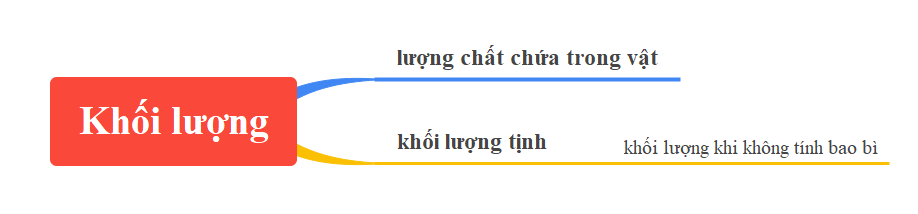 Khối lượng
lượng chất chứa trong vật
khối lượng tịnh
khối lượng khi không tính bao bì